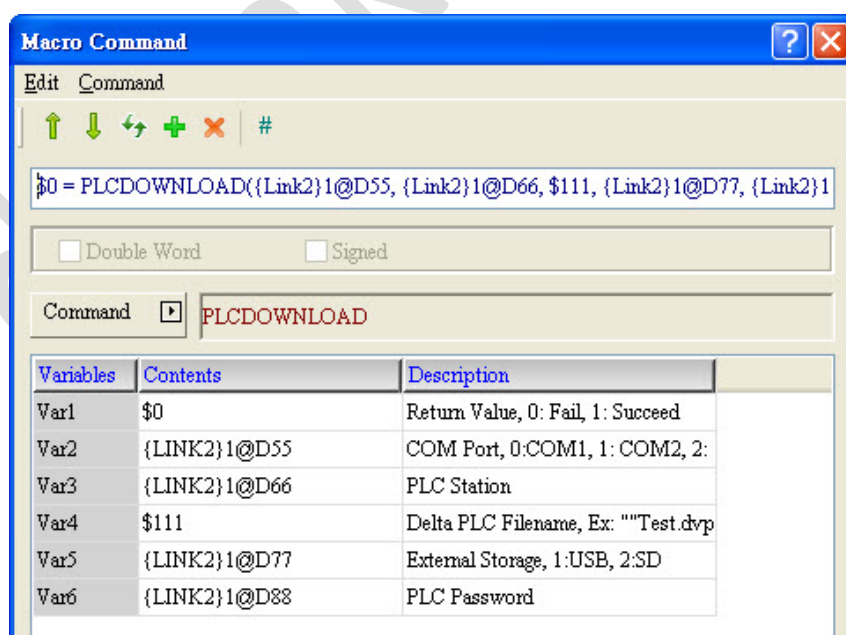 Macro Command
Edit Command
#
$0 = PLCDOWNLOAD({Link2}1@D55, {Link2}1@D66, $111, {Link2}1@D77, {Link2}1
Double Word Signed
Command PLCDOWNLOAD
Variables Contents Description
Var1 $0 Return Value, 0: Fail, 1: Succeed
Var2 {LINK2}1@D55 COM Port, 0:COM1, 1: COM2, 2:
Var3 {LINK2}1@D66 PLC Station
Var4 $111 Delta PLC Filename, Ex: ""Test.dvp
Var5 {LINK2}1@D77 External Storage, 1:USB, 2:SD
Var6 {LINK2}1@D88 PLC Password